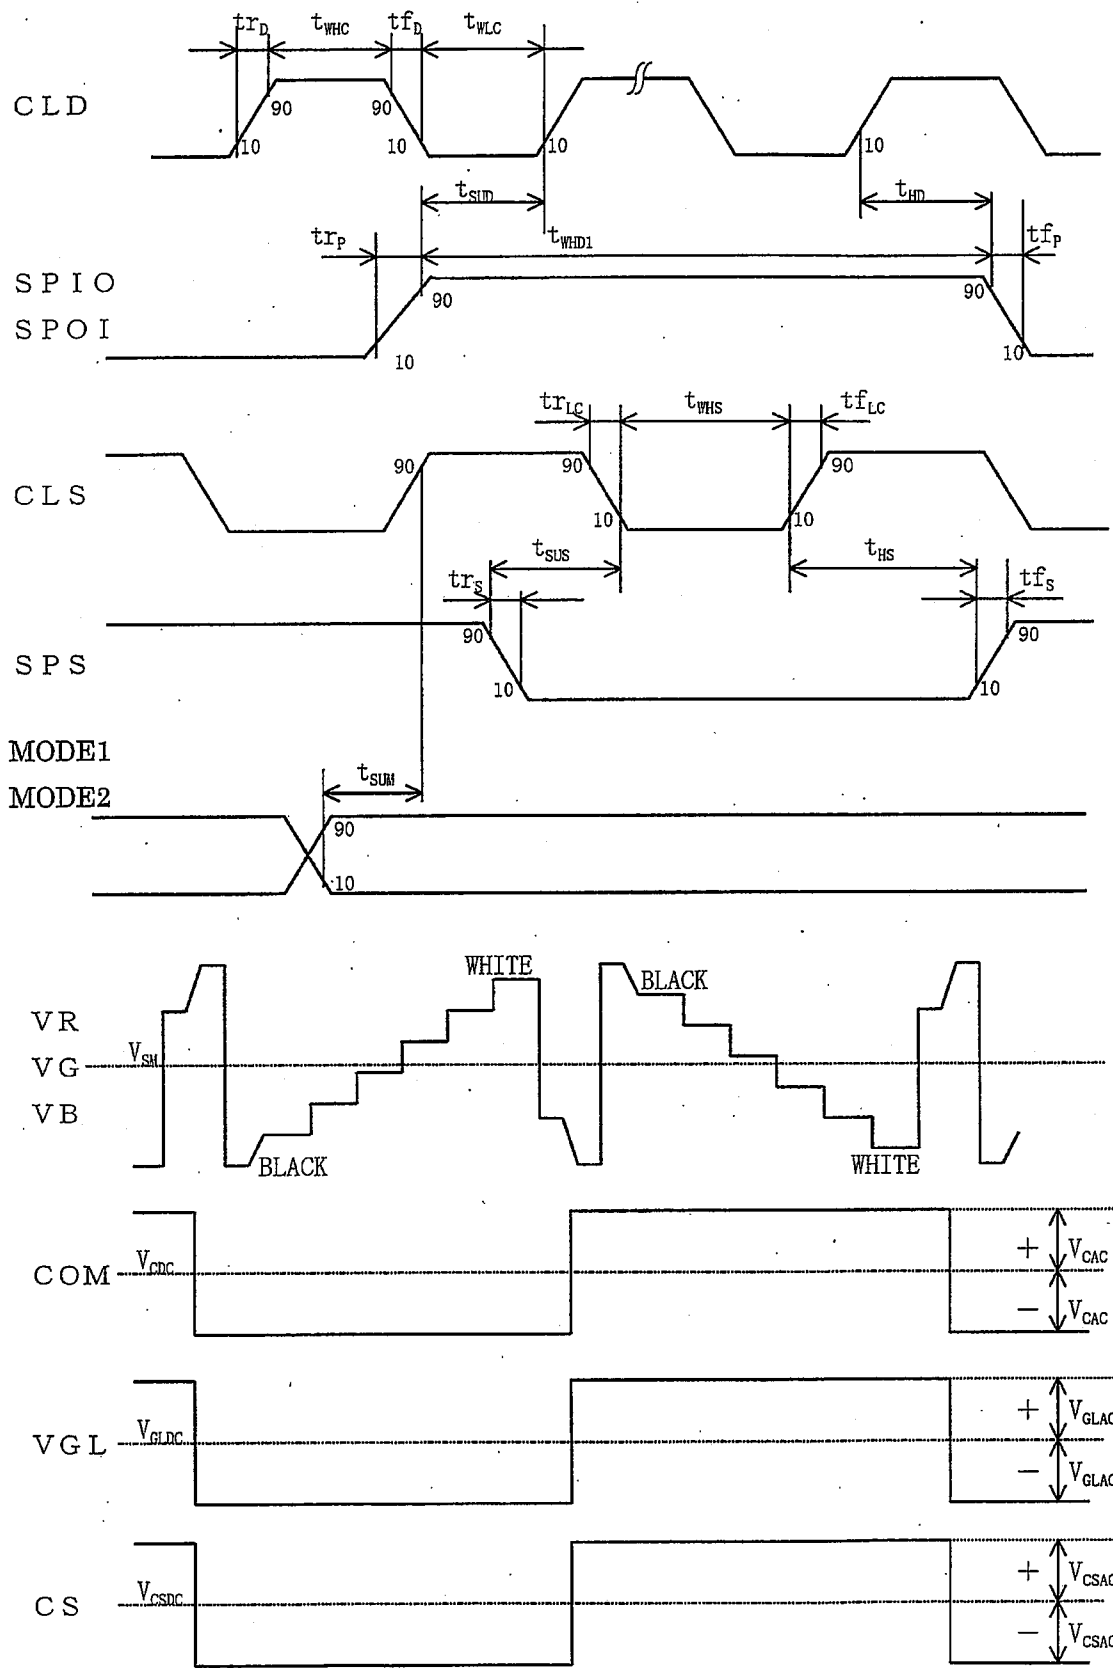 trD tWHC tfD tWLC
CLD
90 90
10 10 10 10
tSUD tHD
trP tWHD1 tfP
SPIO
90 90
SPOI
10 10
trLC tWHS tfLC
90 90 90
CLS
10 10
tSUS tHS
trS tfS
90 90
SPS
10 10
MODE1
tSUM
MODE2
90
10
WHITE
BLACK
VR
VSM
VG
VB
BLACK WHITE
+ VCAC
VCDC
COM
- VCAC
+ VGLAC
VGLDC
VGL
- VGLAC
+ VCSAC
VCSDC
CS
- VCSAC